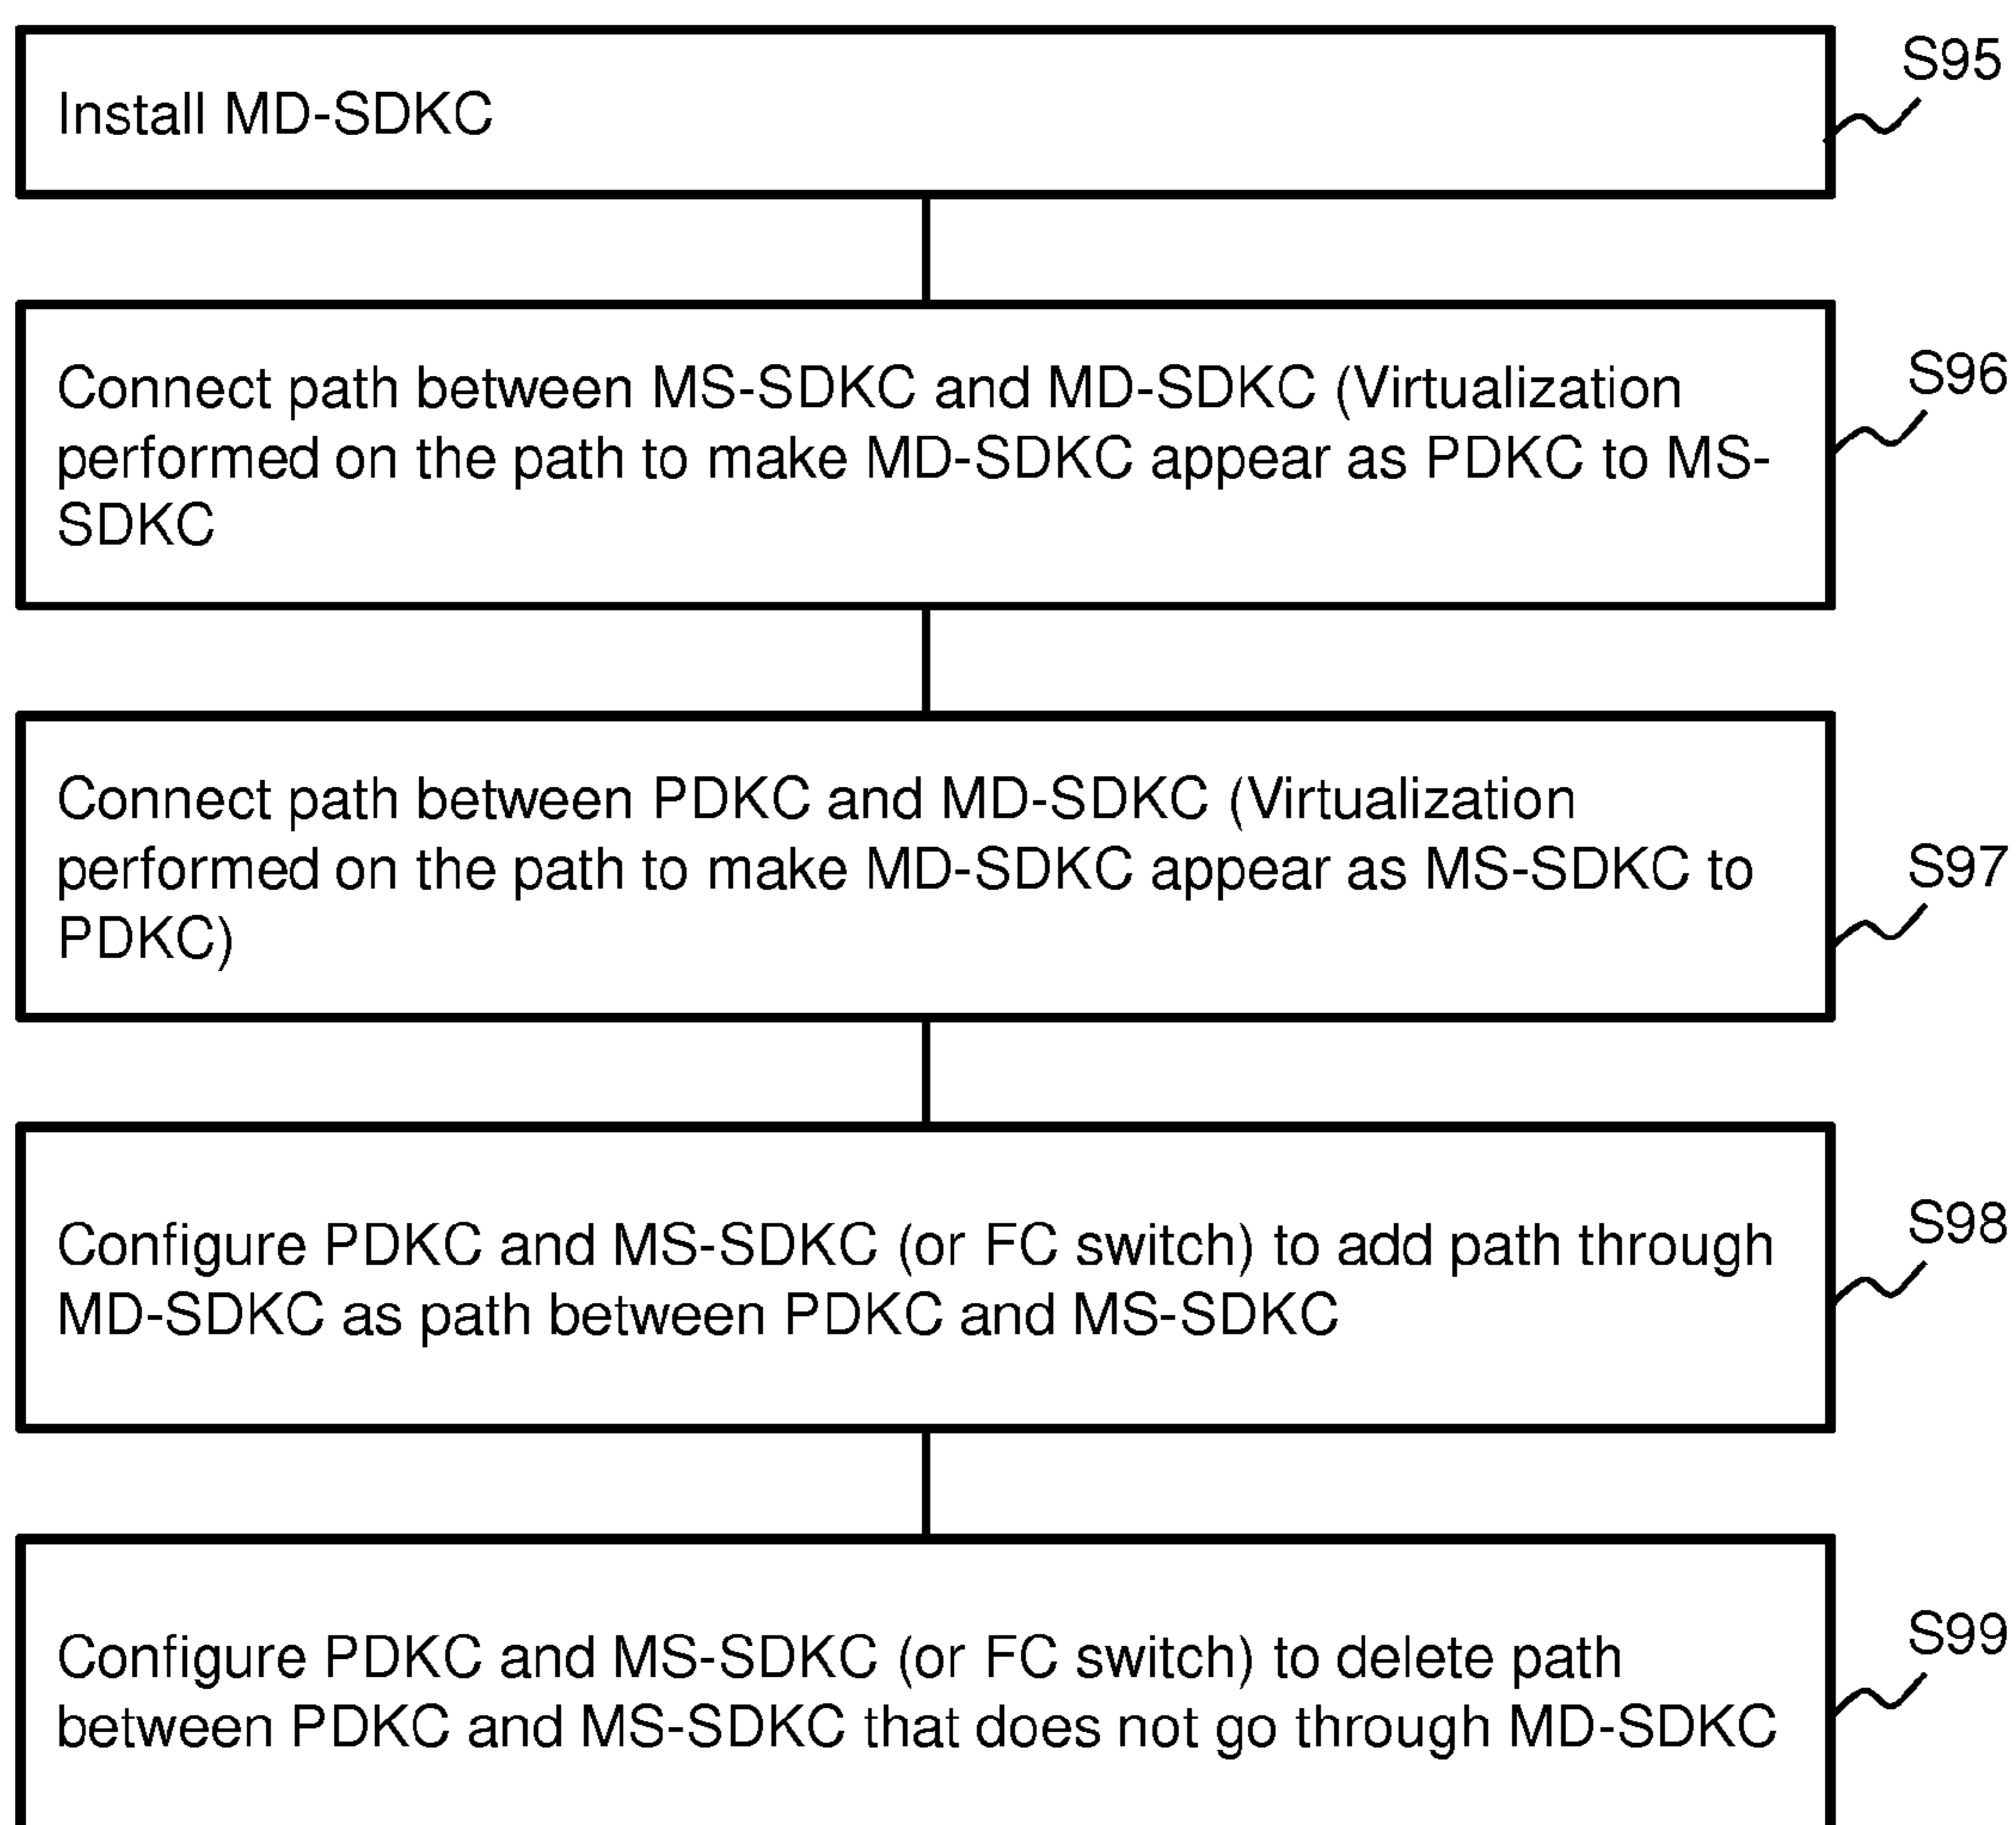 Install MD-SDKC
S95
Connect path between MS-SDKC and MD-SDKC (Virtualization
performed on the path to make MD-SDKC appear as PDKC to MS-
SDKC
S96
Connect path between PDKC and MD-SDKC (Virtualization
performed on the path to make MD-SDKC appear as MS-SDKC to
PDKC)
S97
Configure PDKC and MS-SDKC (or FC switch) to add path through
MD-SDKC as path between PDKC and MS-SDKC
S98
Configure PDKC and MS-SDKC (or FC switch) to delete path
between PDKC and MS-SDKC that does not go through MD-SDKC
S99